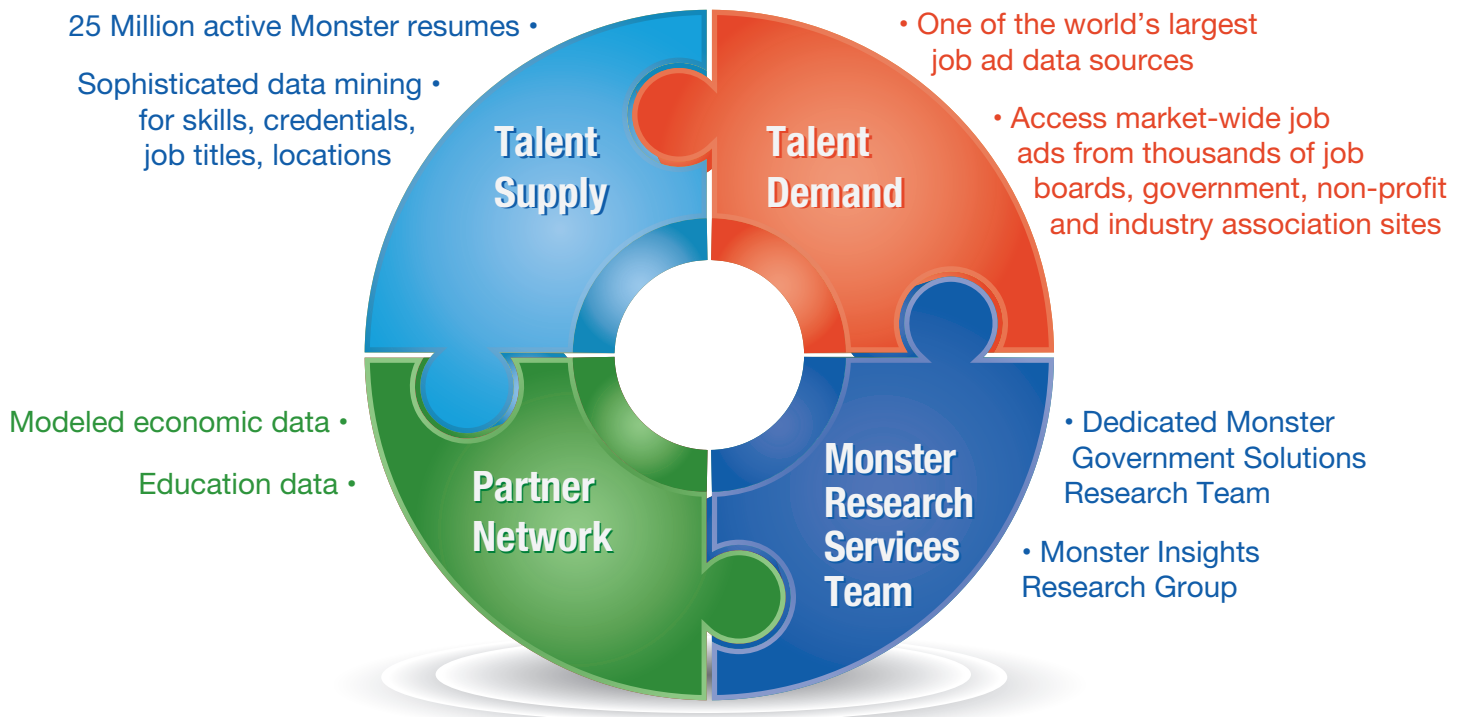 25 Million active Monster resumes •
Sophisticated data mining •
for skills, credentials,
job titles, locations
Talent
Supply
Talent
Demand
• One of the world’s largest
job ad data sources
• Access market-wide job
ads from thousands of job
boards, government, non-profit
and industry association sites
Modeled economic data •
Education data •
Partner
Network
Monster
Research
Services
Team
• Dedicated Monster
Government Solutions
Research Team
• Monster Insights
Research Group